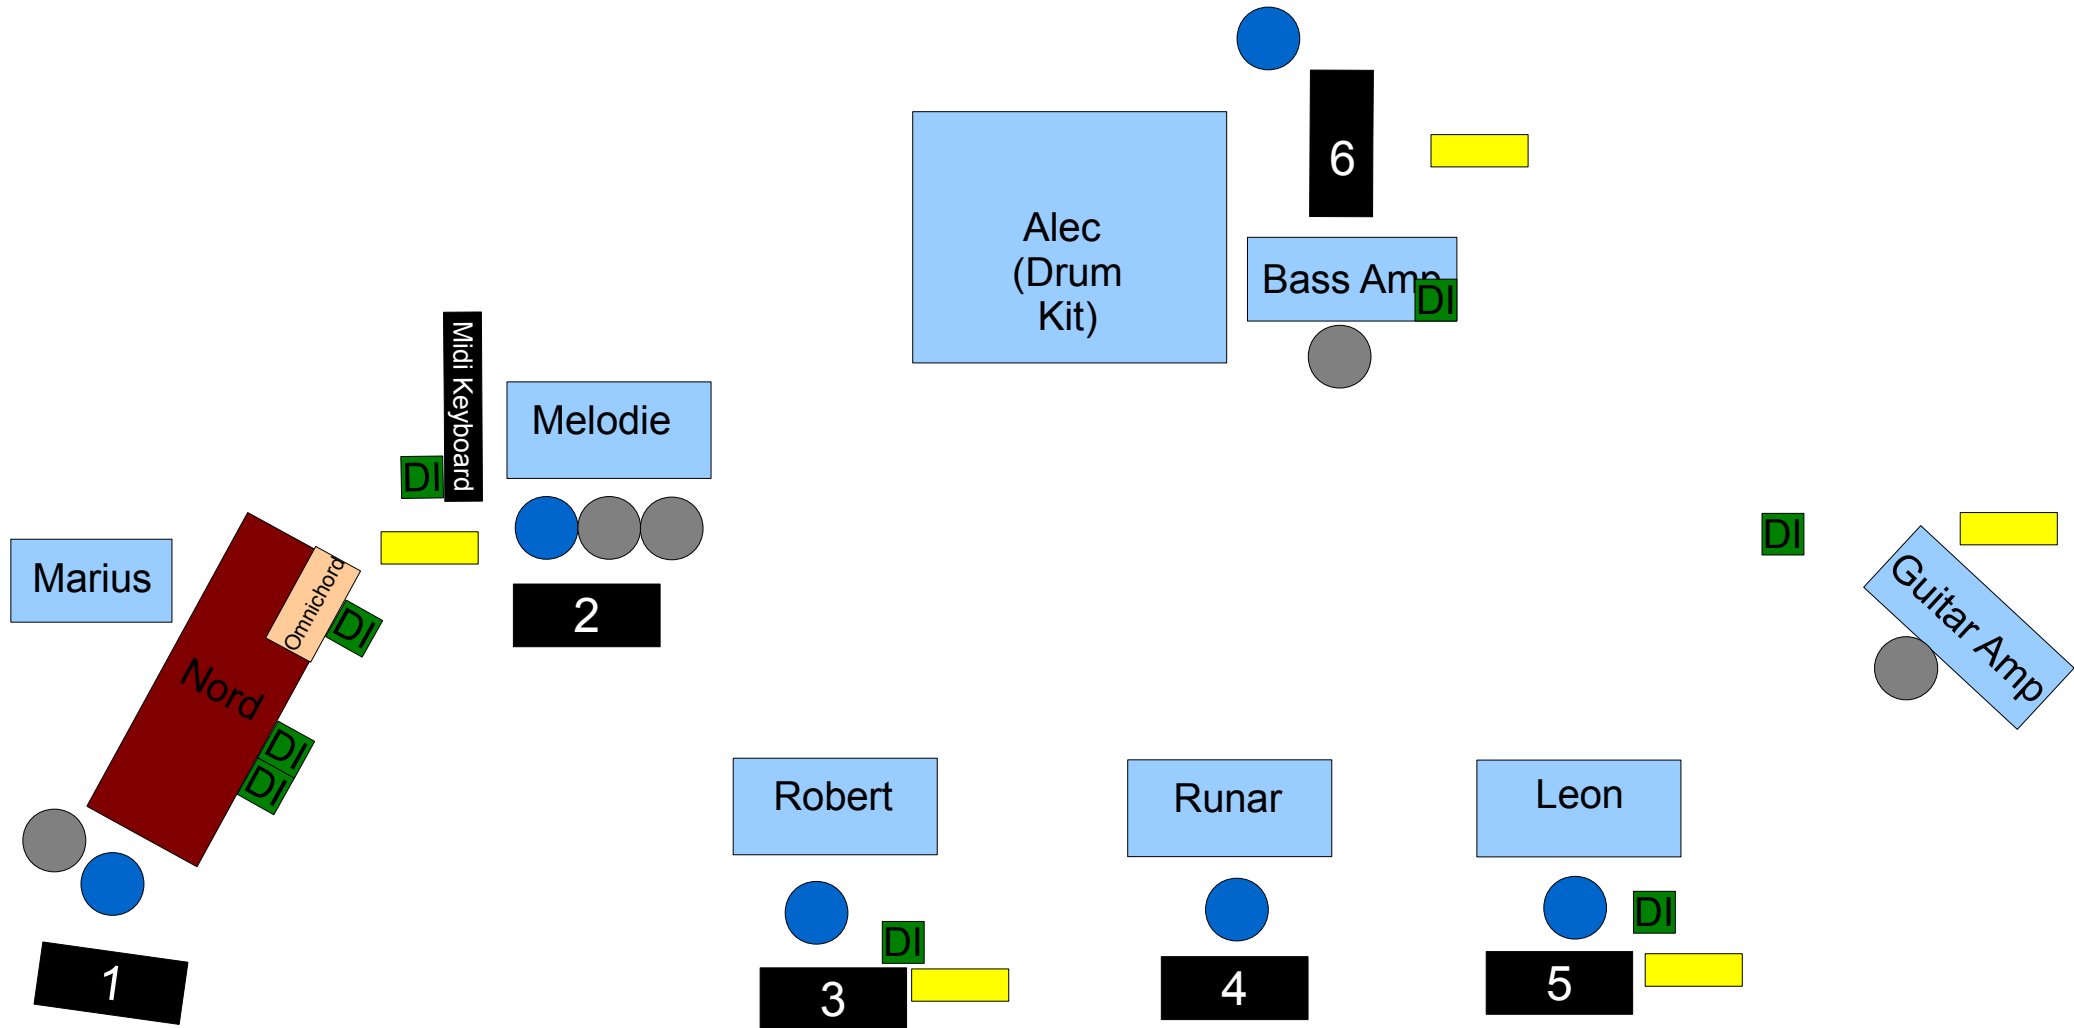 6
Alec
(Drum
Kit)
Bass Amp
DI
Midi Keyboard
Melodie
DI
Marius
Omnichord
DI
2
Nord
DI
DI
DI
Guitar Amp
Robert
Runar
Leon
DI
DI
1
3
4
5